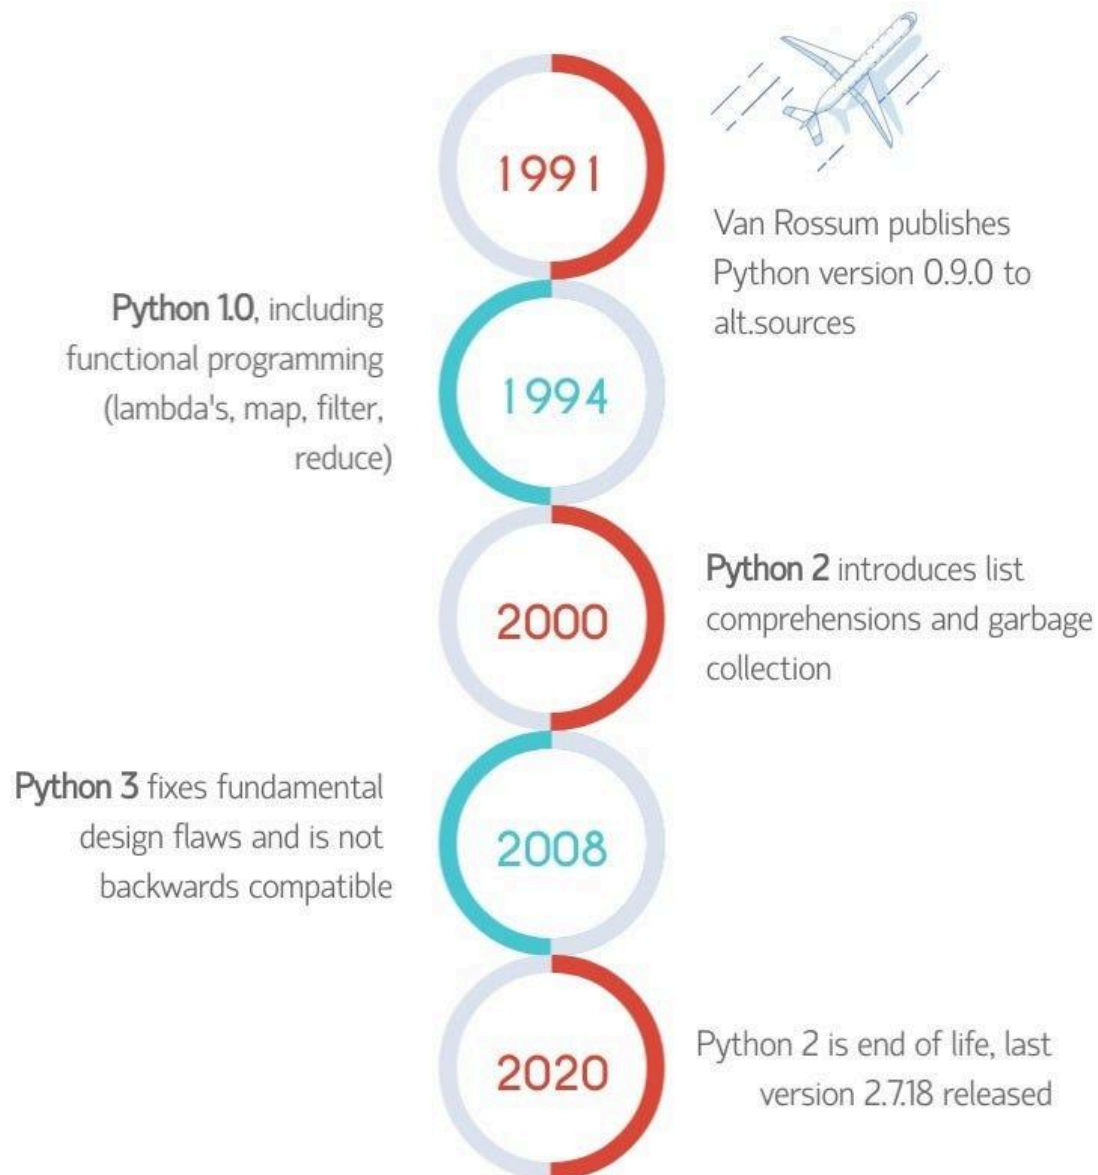 1991
Van Rossum publishes
Python version 0.9.0 to
alt.sources
Python 1.0, including
functional programming
(lambda's, map, filter,
reduce)
1994
2000
Python 2 introduces list
comprehensions and garbage
collection
Python 3 fixes fundamental
design flaws and is not
backwards compatible
2008
2020
Python 2 is end of life, last
version 2.7.18 released